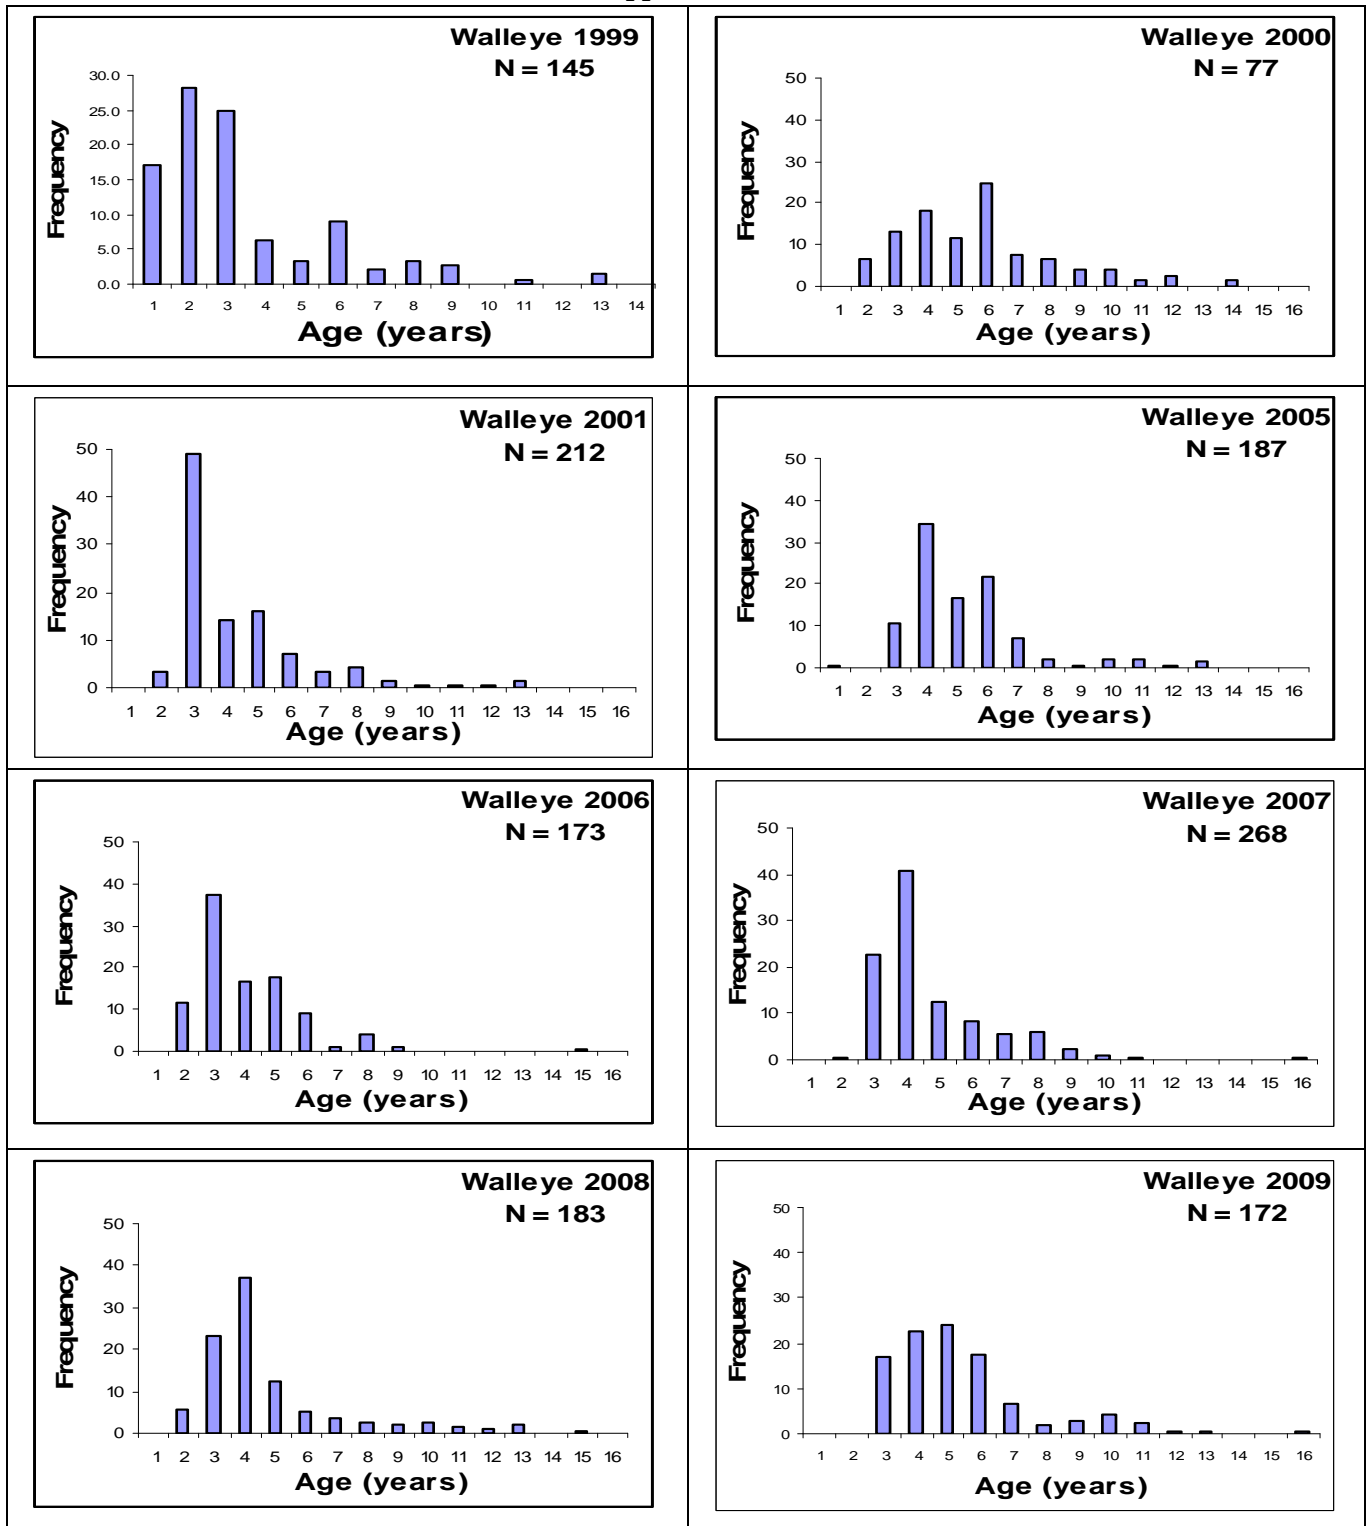 Walleye 1999
N = 145
30.0
25.0
20.0
15.0
10.0
5.0
0.0
Frequency
1 2 3 4 5 6 7 8 9 10 11 12 13 14
Age (years)
Walleye 2000
N = 77
50
40
30
20
10
0
Frequency
1 2 3 4 5 6 7 8 9 10 11 12 13 14 15 16
Age (years)
Walleye 2001
N = 212
50
40
30
20
10
0
Frequency
1 2 3 4 5 6 7 8 9 10 11 12 13 14 15 16
Age (years)
Walleye 2005
N = 187
50
40
30
20
10
0
Frequency
1 2 3 4 5 6 7 8 9 10 11 12 13 14 15 16
Age (years)
Walleye 2006
N = 173
50
40
30
20
10
0
Frequency
1 2 3 4 5 6 7 8 9 10 11 12 13 14 15 16
Age (years)
Walleye 2007
N = 268
50
40
30
20
10
0
Frequency
1 2 3 4 5 6 7 8 9 10 11 12 13 14 15 16
Age (years)
Walleye 2008
N = 183
50
40
30
20
10
0
Frequency
1 2 3 4 5 6 7 8 9 10 11 12 13 14 15 16
Age (years)
Walleye 2009
N = 172
50
40
30
20
10
0
Frequency
1 2 3 4 5 6 7 8 9 10 11 12 13 14 15 16
Age (years)